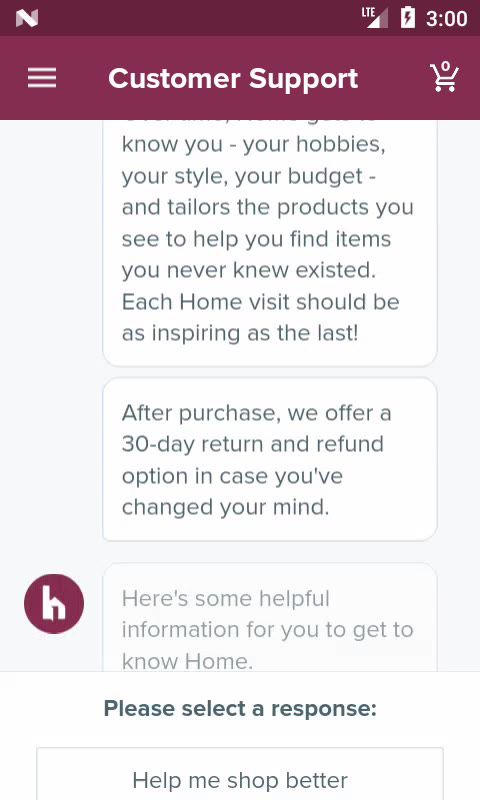 LTE 3:00
Customer Support
0
know you - your hobbies,
your style, your budget -
and tailors the products you
see to help you find items
you never knew existed.
Each Home visit should be
as inspiring as the last!
After purchase, we offer a
30-day return and refund
option in case you've
changed your mind.
h
Here's some helpful
information for you to get to
know Home.
Please select a response:
Help me shop better